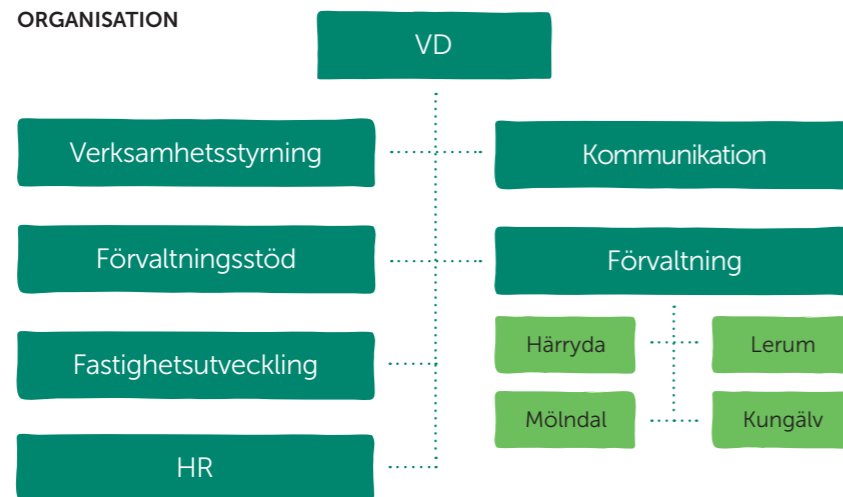 ORGANISATION
VD
Verksamhetsstyrning
Kommunikation
Förvaltningsstöd
Förvaltning
Härryda
Lerum
Fastighetsutveckling
Mölndal
Kungälv
HR